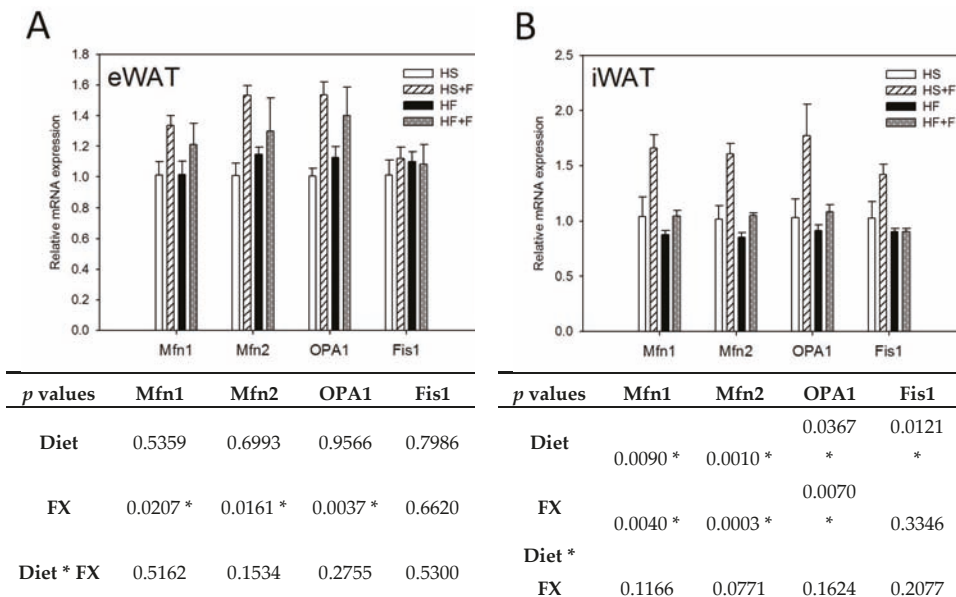 A
eWAT
HS
HS+F
HF
HF+F
Relative mRNA expression
1.8
1.6
1.4
1.2
1.0
0.8
0.6
0.4
0.2
0.0
Mfn1 Mfn2 OPA1 Fis1
p values Mfn1 Mfn2 OPA1 Fis1
Diet 0.5359 0.6993 0.9566 0.7986
FX 0.0207 * 0.0161 * 0.0037 * 0.6620
Diet * FX 0.5162 0.1534 0.2755 0.5300
B
iWAT
HS
HS+F
HF
HF+F
Relative mRNA expression
2.5
2.0
1.5
1.0
0.5
0.0
Mfn1 Mfn2 OPA1 Fis1
p values Mfn1 Mfn2 OPA1 Fis1
0.0367 0.0121
Diet
0.0090 * 0.0010 * * *
0.0070
FX
0.0040 * 0.0003 * * 0.3346
Diet *
FX 0.1166 0.0771 0.1624 0.2077